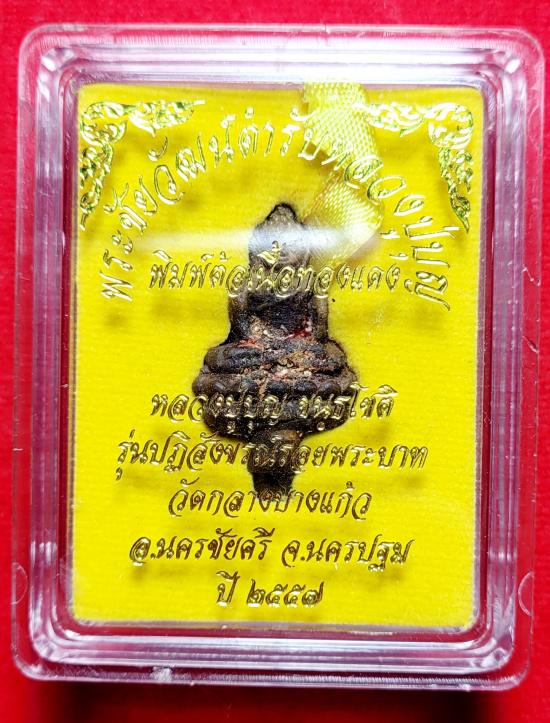 พระชัยวัฒน์ตำรับหลวงปู่บุญ
พิมพ์ต้อเนื้อทองแดง
หลวงปู่บุญ ขนฺธโชติ
รุ่นปฏิสังขรณ์รอยพระบาท
วัดกลางบางแก้ว
อ.นครชัยศรี จ.นครปฐม
ปี ๒๕๕๗